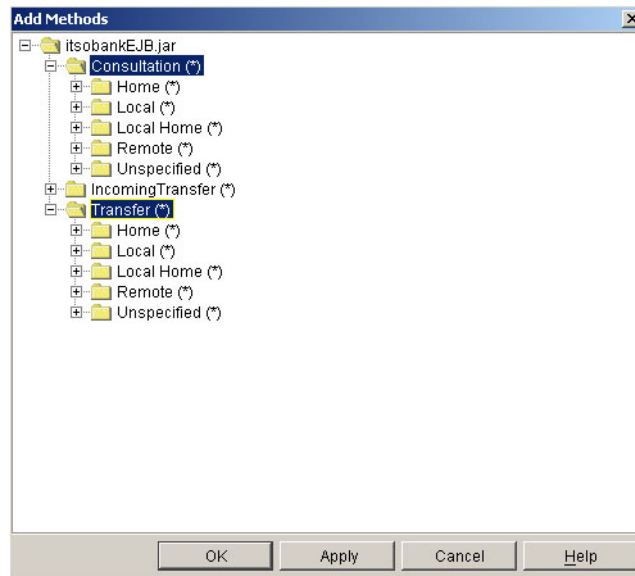 Add Methods
itsobankEJB.jar
Consultation (*)
Home (*)
Local (*)
Local Home (*)
Remote (*)
Unspecified (*)
IncomingTransfer (*)
Transfer (*)
Home (*)
Local (*)
Local Home (*)
Remote (*)
Unspecified (*)
OK Apply Cancel Help